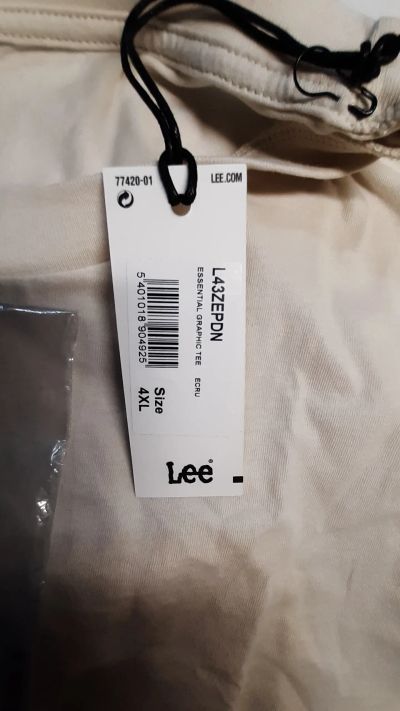 77420-01
LEE.COM
L43ZEPDN
ESSENTIAL GRAPHIC TEE ECRU
5 401018 904925
Size
4XL
Lee®